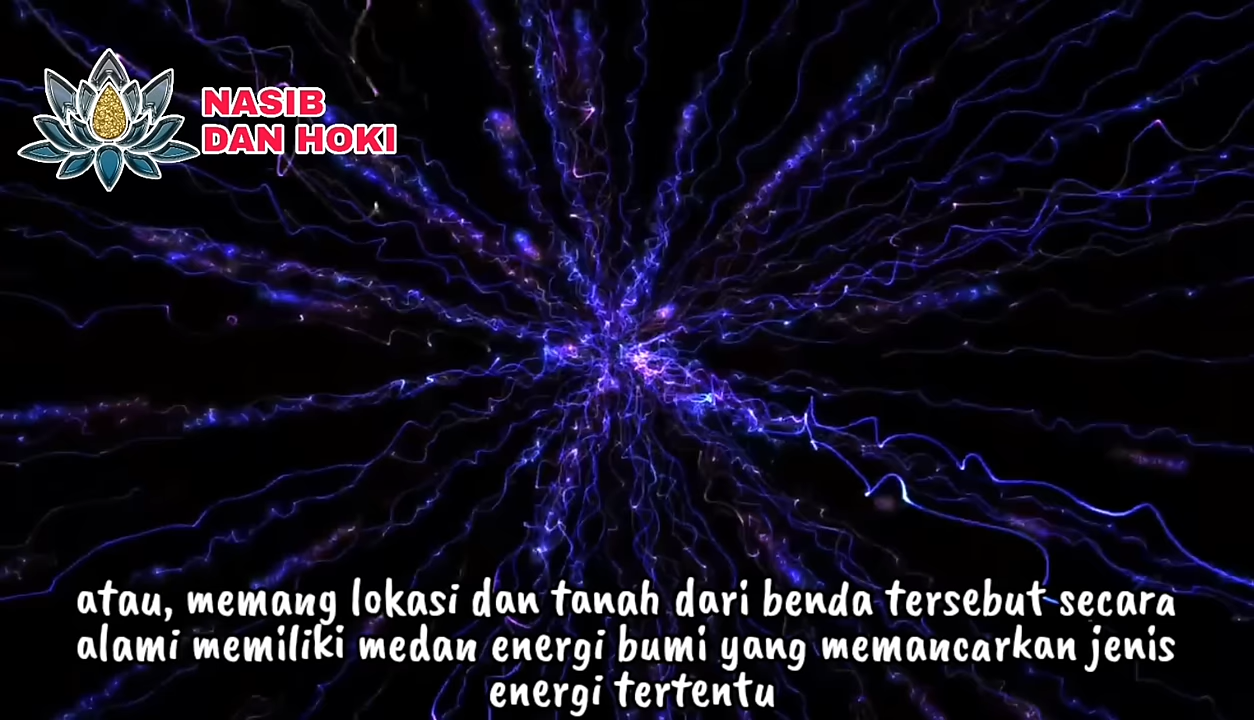 NASIB
DAN HOKI
atau, memang lokasi dan tanah dari benda tersebut secara
alami memiliki medan energi bumi yang memancarkan jenis
energi tertentu